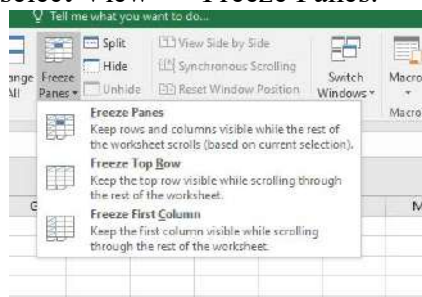 select View > Freeze Panes.
Tell me what you want to do...
Split
View Side by Side
Hide
Synchronous Scrolling
Unhide
Reset Window Position
Freeze
Panes
Switch
Windows
Macro
Macro
Freeze Panes
Keep rows and columns visible while the rest of
the worksheet scrolls (based on current selection).
Freeze Top Row
Keep the top row visible while scrolling through
the rest of the worksheet.
Freeze First Column
Keep the first column visible while scrolling
through the rest of the worksheet.
G
M